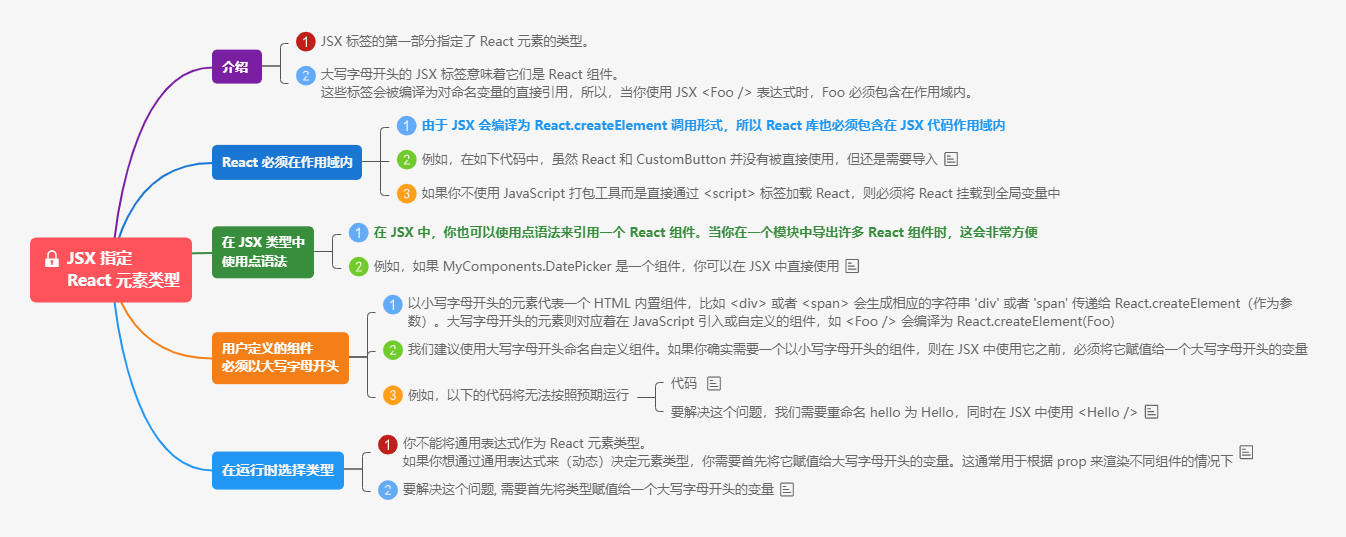 JSX 指定
React 元素类型
介绍
1 JSX 标签的第一部分指定了 React 元素的类型。
2 大写字母开头的 JSX 标签意味着它们是 React 组件。
这些标签会被编译为对命名变量的直接引用，所以，当你使用 JSX <Foo /> 表达式时，Foo 必须包含在作用域内。
React 必须在作用域内
1 由于 JSX 会编译为 React.createElement 调用形式，所以 React 库也必须包含在 JSX 代码作用域内
2 例如，在如下代码中，虽然 React 和 CustomButton 并没有被直接使用，但还是需要导入
3 如果你不使用 JavaScript 打包工具而是直接通过 <script> 标签加载 React，则必须将 React 挂载到全局变量中
在 JSX 类型中
使用点语法
1 在 JSX 中，你也可以使用点语法来引用一个 React 组件。当你在一个模块中导出许多 React 组件时，这会非常方便
2 例如，如果 MyComponents.DatePicker 是一个组件，你可以在 JSX 中直接使用
用户定义的组件
必须以大写字母开头
1 以小写字母开头的元素代表一个 HTML 内置组件，比如 <div> 或者 <span> 会生成相应的字符串 'div' 或者 'span' 传递给 React.createElement（作为参
数）。大写字母开头的元素则对应着在 JavaScript 引入或自定义的组件，如 <Foo /> 会编译为 React.createElement(Foo)
2 我们建议使用大写字母开头命名自定义组件。如果你确实需要一个以小写字母开头的组件，则在 JSX 中使用它之前，必须将它赋值给一个大写字母开头的变量
3 例如，以下的代码将无法按照预期运行
代码
要解决这个问题，我们需要重命名 hello 为 Hello，同时在 JSX 中使用 <Hello />
在运行时选择类型
1 你不能将通用表达式作为 React 元素类型。
如果你想通过通用表达式来（动态）决定元素类型，你需要首先将它赋值给大写字母开头的变量。这通常用于根据 prop 来渲染不同组件的情况下
2 要解决这个问题, 需要首先将类型赋值给一个大写字母开头的变量